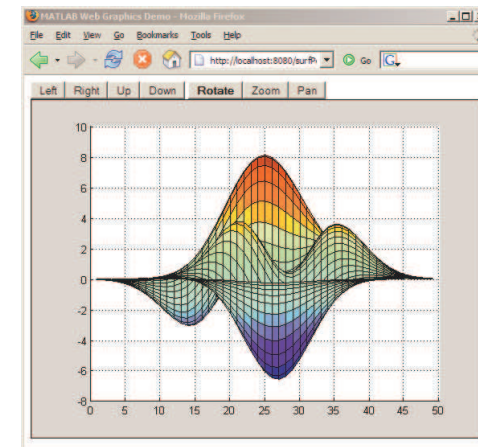 MATLAB Web Graphics Demo - Mozilla Firefox
File Edit View Go Bookmarks Tools Help
http://localhost:8080/surfP Go G
Left Right Up Down Rotate Zoom Pan
10
8
6
4
2
0
-2
-4
-6
-8
0 5 10 15 20 25 30 35 40 45 50